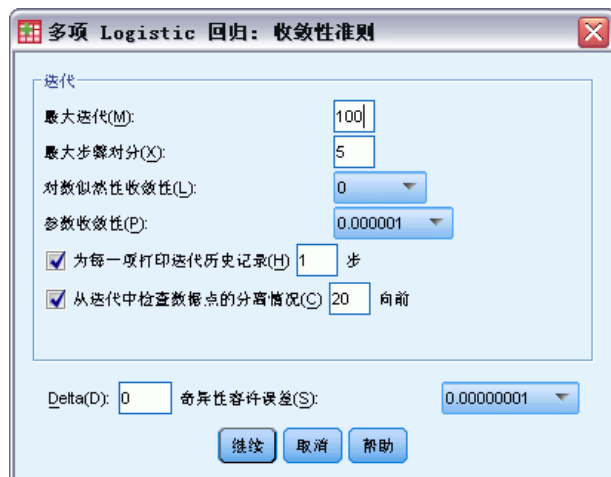 多项 Logistic 回归：收敛性准则
迭代
最大迭代(M): 100
最大步骤对分(X): 5
对数似然性收敛性(L): 0
参数收敛性(P): 0.000001
为每一项打印迭代历史记录(H) 1 步
从迭代中检查数据点的分离情况(C) 20 向前
Delta(D): 0 奇异性容许误差(S): 0.00000001
继续 取消 帮助